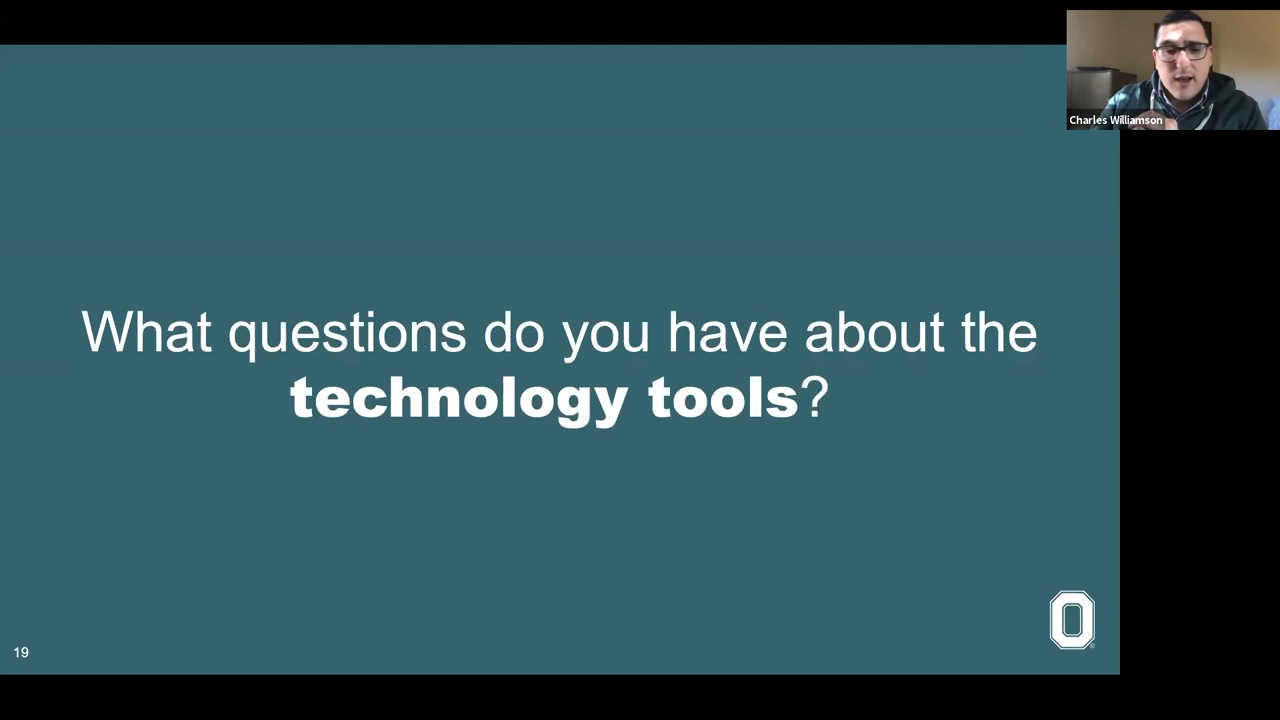 Charles Williamson
What questions do you have about the
technology tools?
O
19